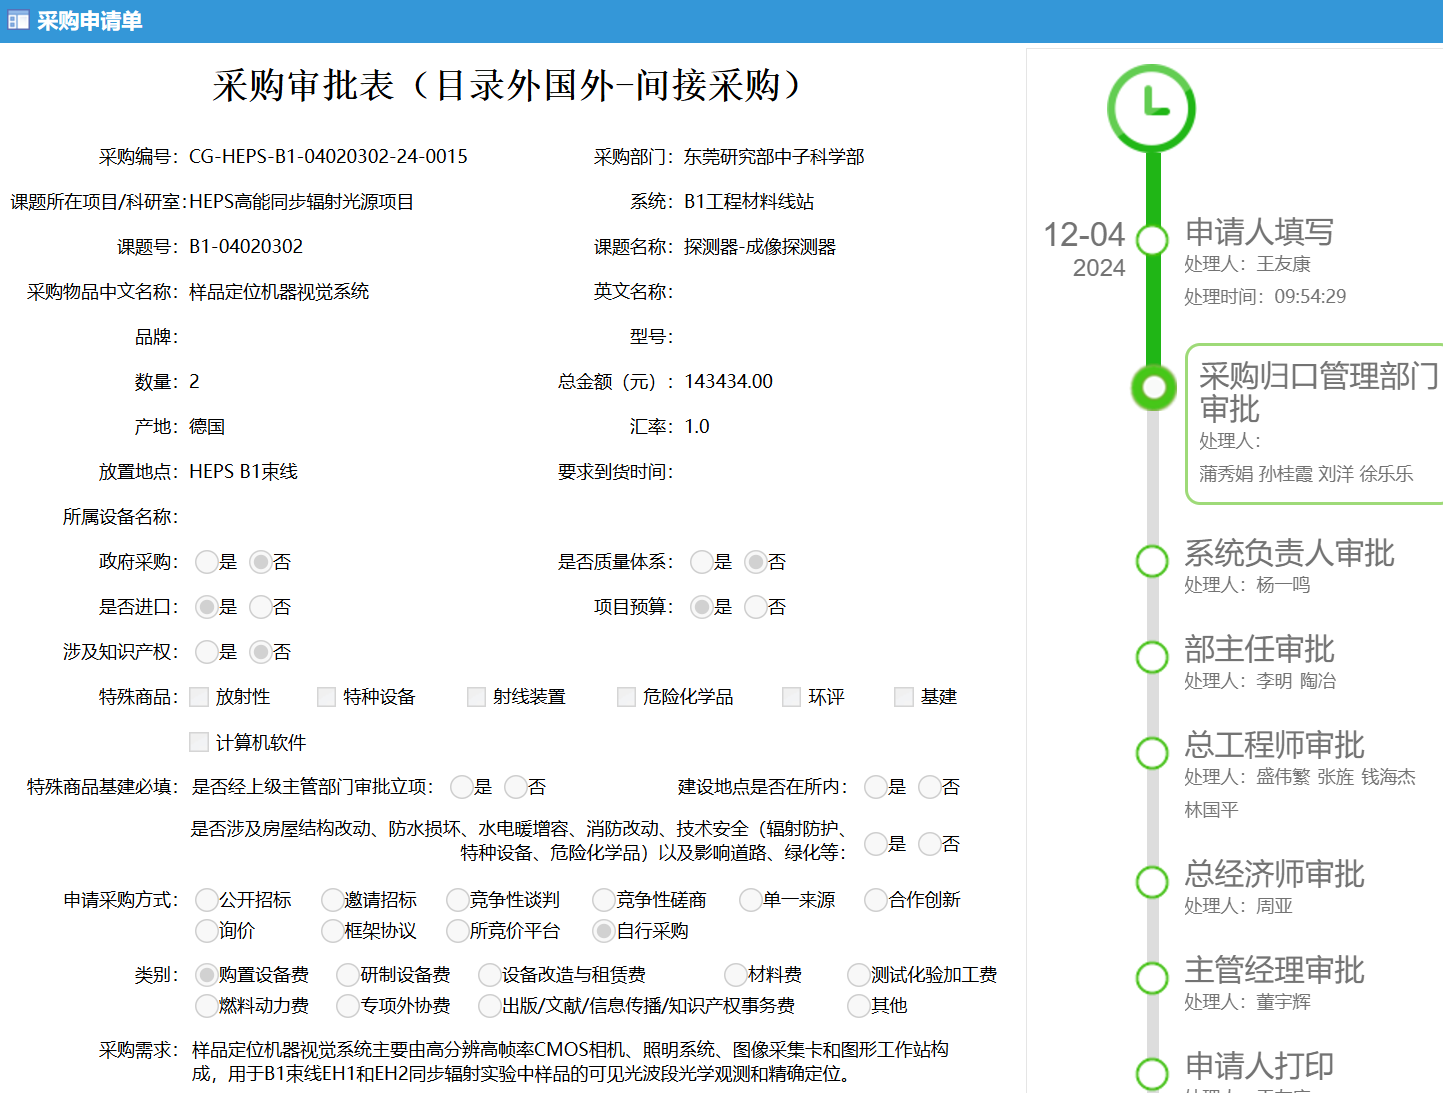 采购申请单
采购审批表（目录外国外-间接采购）
采购编号：CG-HEPS-B1-04020302-24-0015 采购部门：东莞研究部中子科学部
课题所在项目/科研室：HEPS高能同步辐射光源项目 系统：B1工程材料线站
课题号：B1-04020302 课题名称：探测器-成像探测器
采购物品中文名称：样品定位机器视觉系统 英文名称：
品牌： 型号：
数量：2 总金额（元）：143434.00
产地：德国 汇率：1.0
放置地点：HEPS B1束线 要求到货时间：
所属设备名称：
政府采购：是 否 是否质量体系：是 否
是否进口：是 否 项目预算：是 否
涉及知识产权：是 否
特殊商品：放射性 特种设备 射线装置 危险化学品 环评 基建
计算机软件
特殊商品基建必填：是否经上级主管部门审批立项：是 否 建设地点是否在所内：是 否
是否涉及房屋结构改动、防水损坏、水电暖增容、消防改动、技术安全（辐射防护、
特种设备、危险化学品）以及影响道路、绿化等：是 否
申请采购方式：公开招标 邀请招标 竞争性谈判 竞争性磋商 单一来源 合作创新
询价 框架协议 所竞价平台 自行采购
类别：购置设备费 研制设备费 设备改造与租赁费 材料费 测试化验加工费
燃料动力费 专项外协费 出版/文献/信息传播/知识产权事务费 其他
采购需求：样品定位机器视觉系统主要由高分辨高帧率CMOS相机、照明系统、图像采集卡和图形工作站构
成，用于B1束线EH1和EH2同步辐射实验中样品的可见光波段光学观测和精确定位。
12-04
2024
申请人填写
处理人：王友康
处理时间：09:54:29
采购归口管理部门
审批
处理人：
蒲秀娟 孙桂霞 刘洋 徐乐乐
系统负责人审批
处理人：杨一鸣
部主任审批
处理人：李明 陶冶
总工程师审批
处理人：盛伟繁 张旌 钱海杰
林国平
总经济师审批
处理人：周亚
主管经理审批
处理人：董宇辉
申请人打印